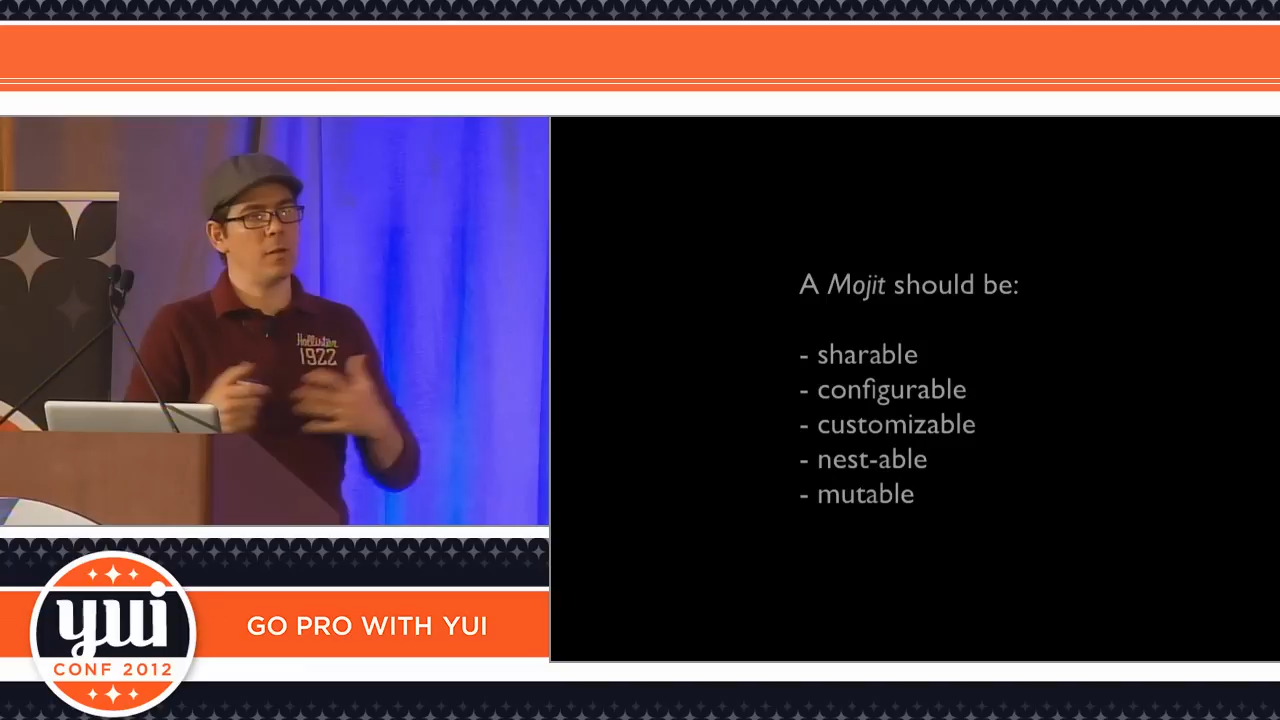 Hollister
1922
A Mojit should be:
- sharable
- configurable
- customizable
- nest-able
- mutable
yui
CONF 2012
GO PRO WITH YUI